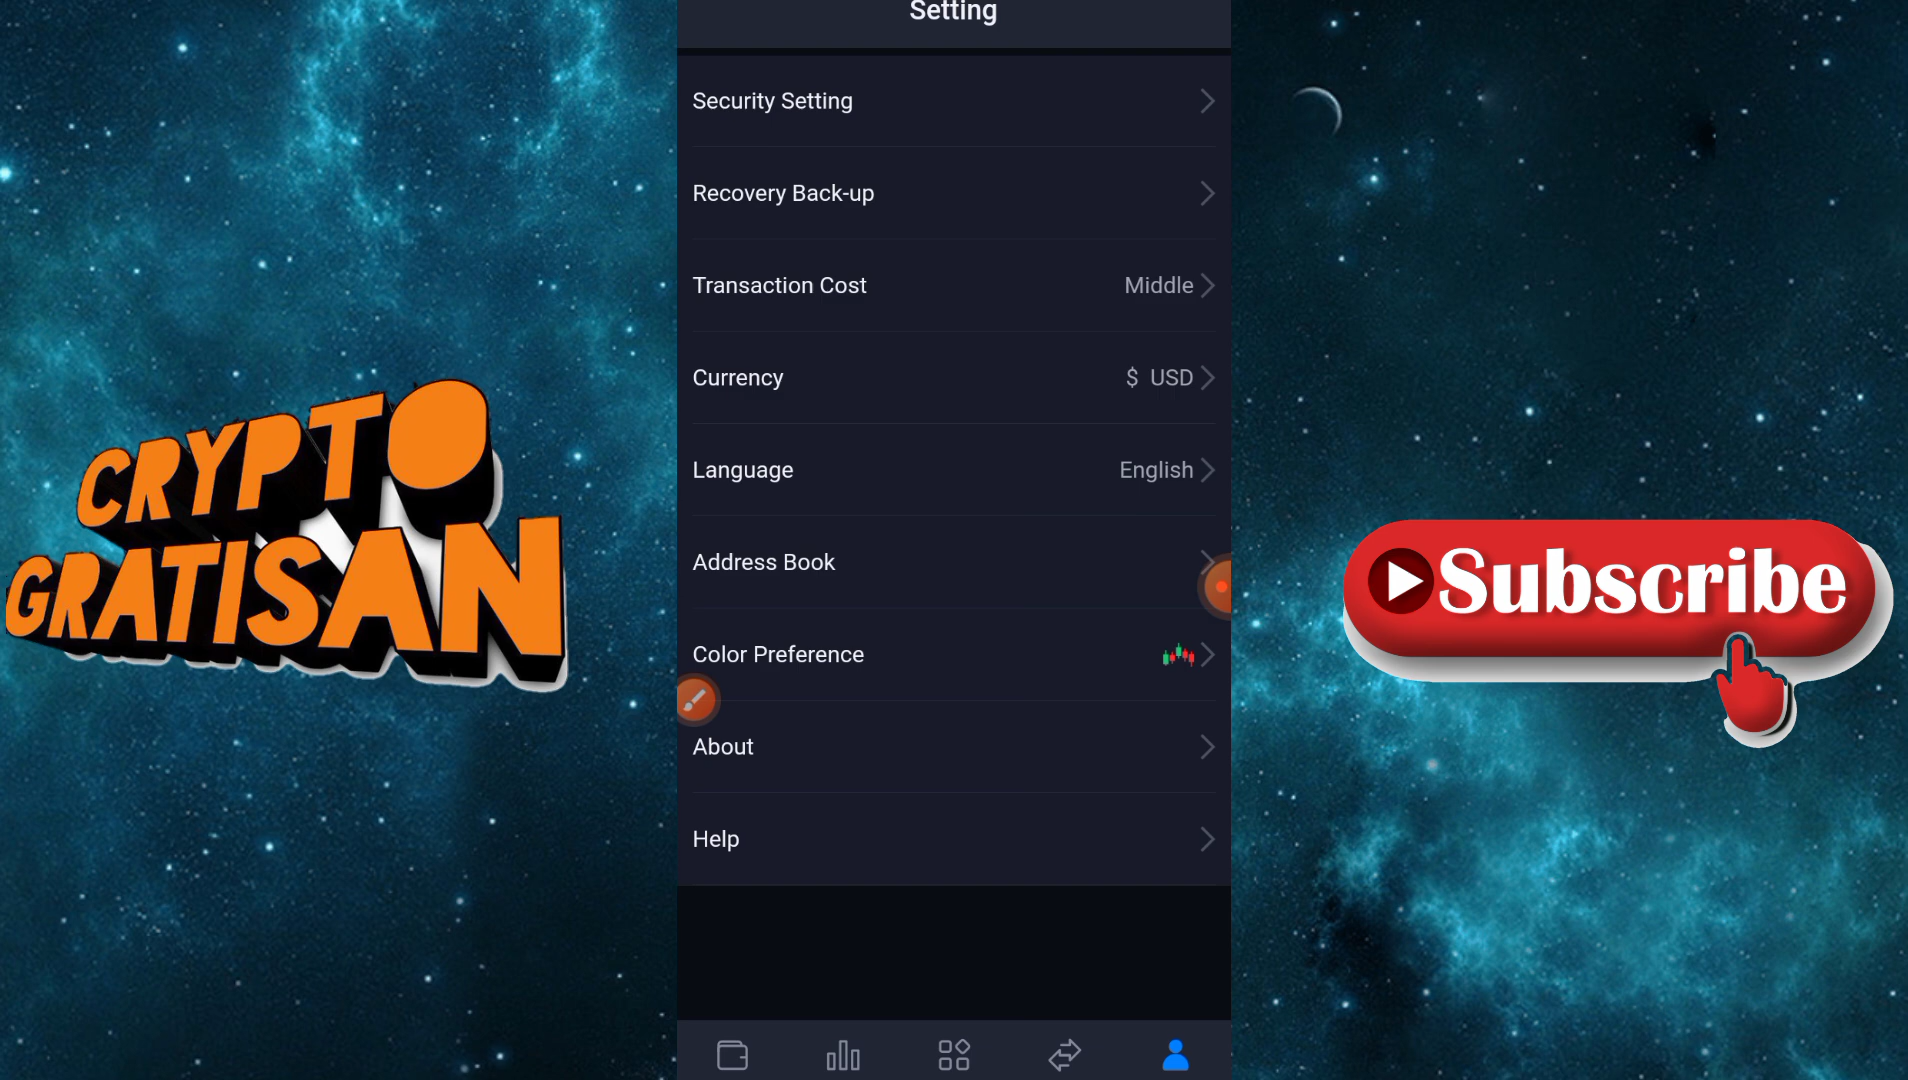 Setting
Security Setting
Recovery Back-up
Transaction Cost Middle
Currency $ USD
Language English
Address Book
Color Preference
About
Help
CRYPTO
GRATISAN
Subscribe